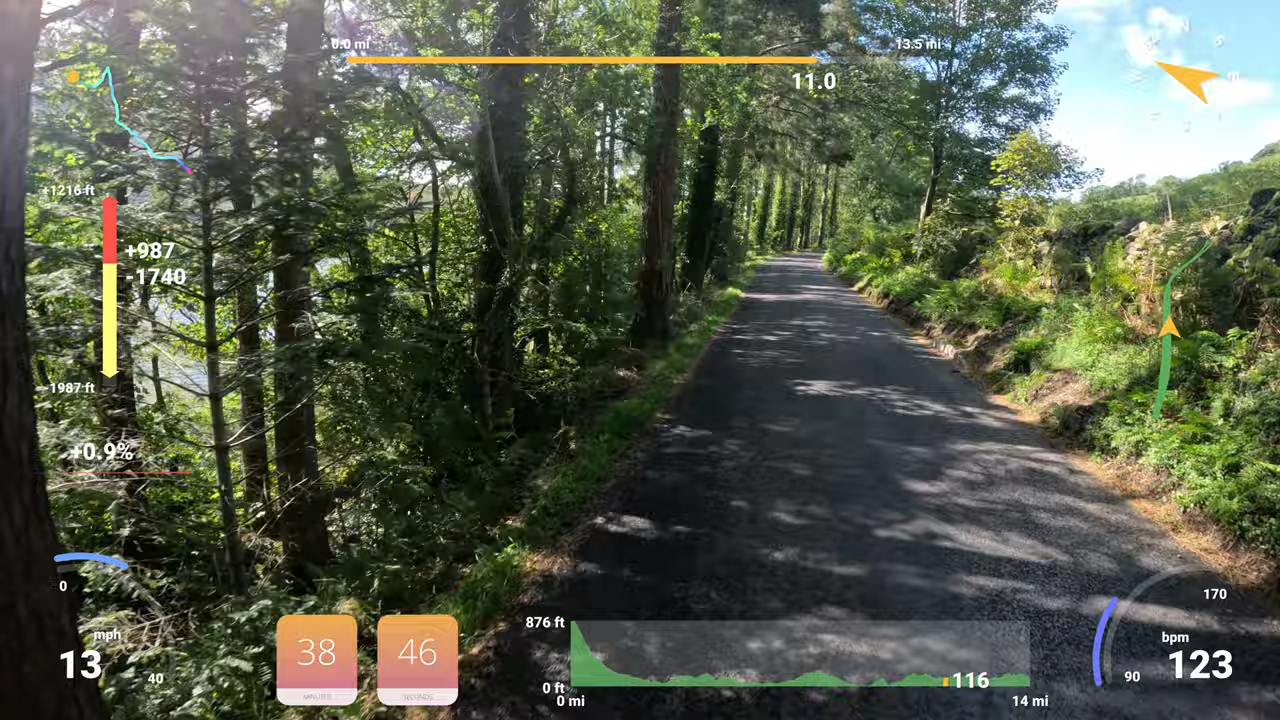 0.0 mi
13.5 mi
11.0
N
m
+1216 ft
+987
-1740
-1987 ft
+0.9%
0
mph
13
40
38
MINUTES
46
SECONDS
876 ft
0 ft
0 mi
116
14 mi
170
bpm
90
123